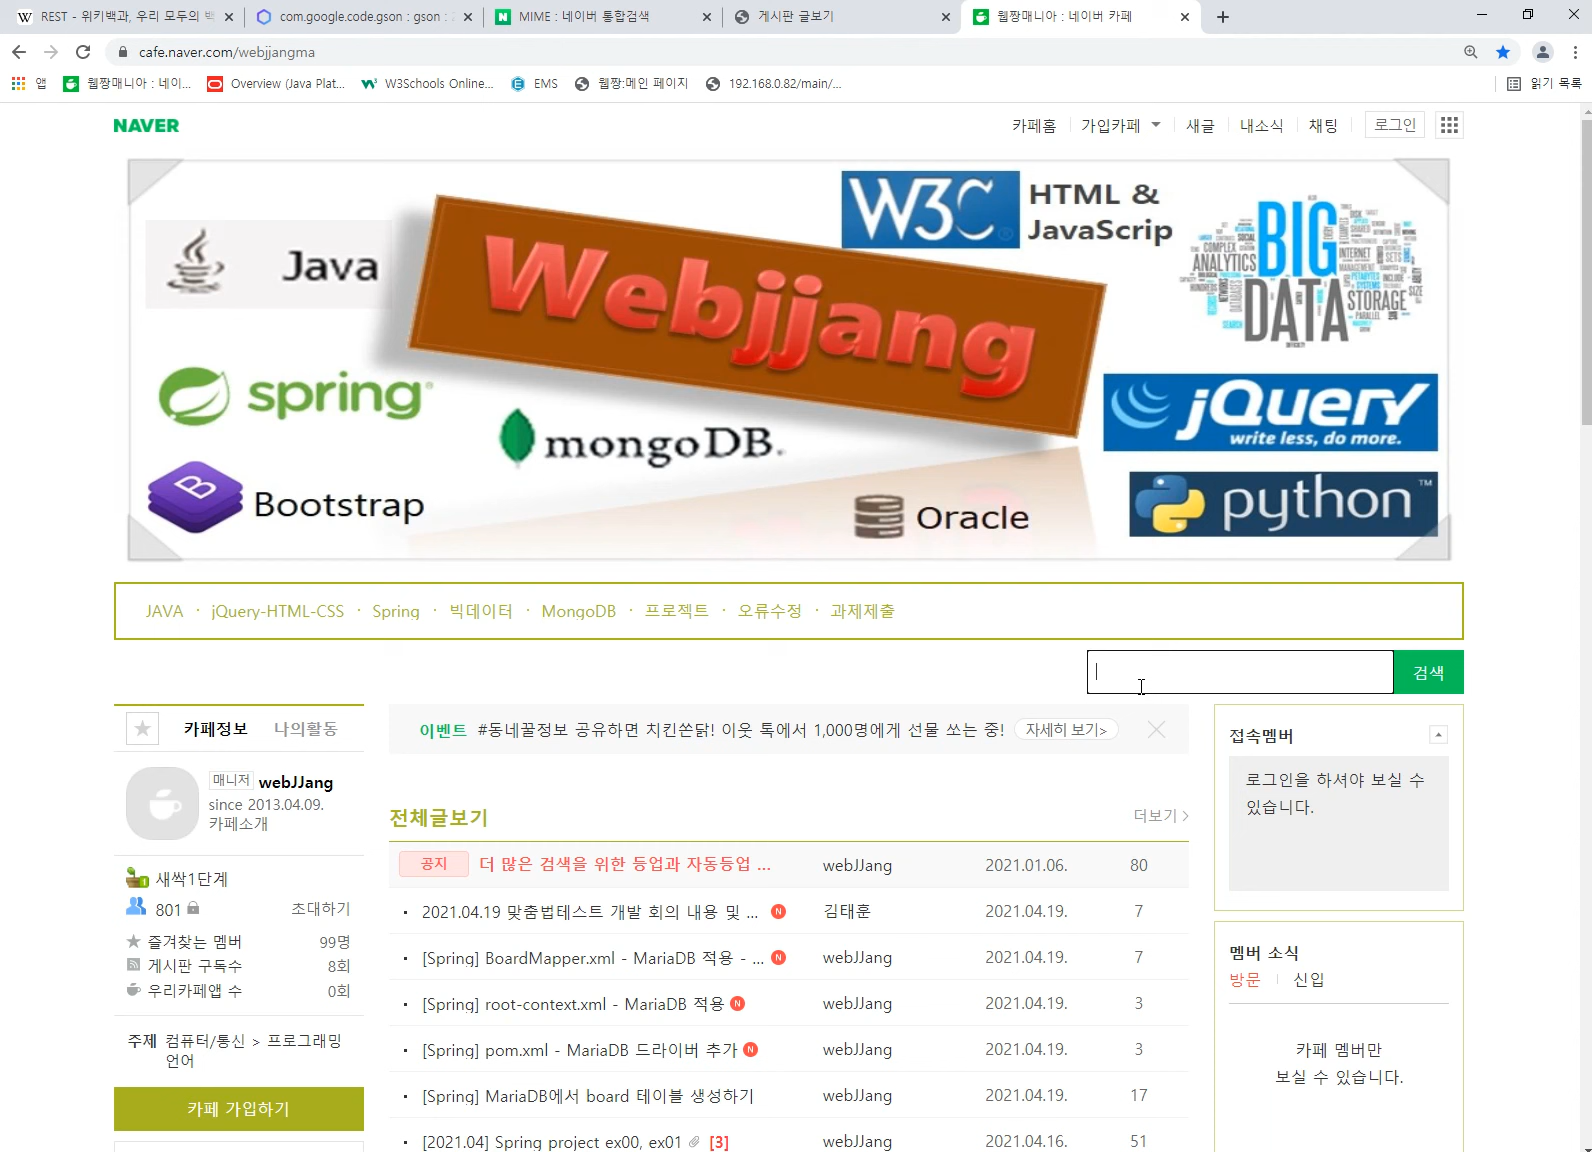 REST - 위키백과, 우리 모두의 백
com.google.code.gson : gson :
MIME : 네이버 통합검색
게시판 글보기
웹짱매니아 : 네이버 카페
cafe.naver.com/webjjangma
앱
웹짱매니아 : 네이...
Overview (Java Plat...
W3Schools Online...
EMS
웹짱:메인 페이지
192.168.0.82/main/...
읽기 목록
NAVER
카페홈
가입카페
새글
내소식
채팅
로그인
Java
Webjjang
W3C
HTML &
JavaScrip
BIG
DATA
ANALYTICS
STORAGE
COMPLEX
INTERNET
spring
mongoDB.
jQuery
write less, do more.
Bootstrap
Oracle
python
JAVA · jQuery-HTML-CSS · Spring · 빅데이터 · MongoDB · 프로젝트 · 오류수정 · 과제제출
검색
카페정보 나의활동
매니저 webJJang
since 2013.04.09.
카페소개
새싹1단계
801 초대하기
즐겨찾는 멤버 99명
게시판 구독수 8회
우리카페앱 수 0회
주제 컴퓨터/통신 > 프로그래밍
언어
카페 가입하기
이벤트 #동네꿀정보 공유하면 치킨쏜닭! 이웃 톡에서 1,000명에게 선물 쏘는 중! 자세히 보기>
전체글보기 더보기 >
공지 더 많은 검색을 위한 등업과 자동등업 ... webJJang 2021.01.06. 80
· 2021.04.19 맞춤법테스트 개발 회의 내용 및 ... N 김태훈 2021.04.19. 7
· [Spring] BoardMapper.xml - MariaDB 적용 - ... N webJJang 2021.04.19. 7
· [Spring] root-context.xml - MariaDB 적용 N webJJang 2021.04.19. 3
· [Spring] pom.xml - MariaDB 드라이버 추가 N webJJang 2021.04.19. 3
· [Spring] MariaDB에서 board 테이블 생성하기 webJJang 2021.04.19. 17
· [2021.04] Spring project ex00, ex01 [3] webJJang 2021.04.16. 51
접속멤버
로그인을 하셔야 보실 수
있습니다.
멤버 소식
방문 신입
카페 멤버만
보실 수 있습니다.